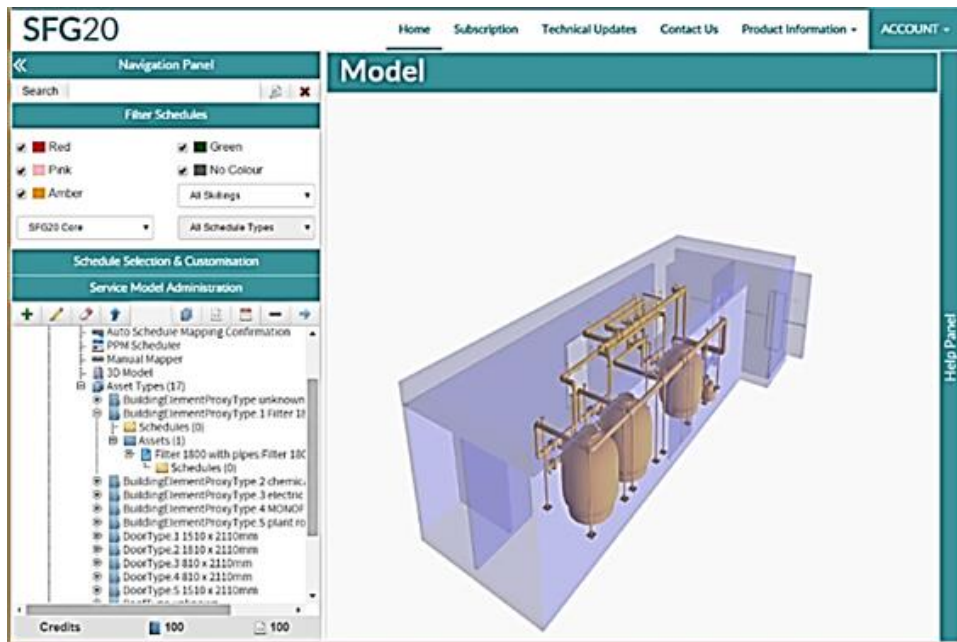 SFG20
Home Subscription Technical Updates Contact Us Product Information ACCOUNT
Navigation Panel
Model
Search
Filter Schedules
Red Green
Pink No Colour
Amber All Skillings
SFG20 Core All Schedule Types
Schedule Selection & Customisation
Service Model Administration
Auto Schedule Mapping Confirmation
PPM Scheduler
Manual Mapper
3D Model
Asset Types (17)
BuildingElementProxyType unknown
BuildingElementProxyType.1 Filter 18
Schedules (0)
Assets (1)
Filter 1800 with pipes:Filter 180
Schedules (0)
BuildingElementProxyType.2 chemic
BuildingElementProxyType.3 electric
BuildingElementProxyType.4 MONOF
BuildingElementProxyType.5 plant ro
DoorType.1 1510 x 2110mm
DoorType.2 1810 x 2110mm
DoorType.3 810 x 2110mm
DoorType.4 810 x 2110mm
DoorType.5 1510 x 2110mm
Credits 100 100
Help Panel